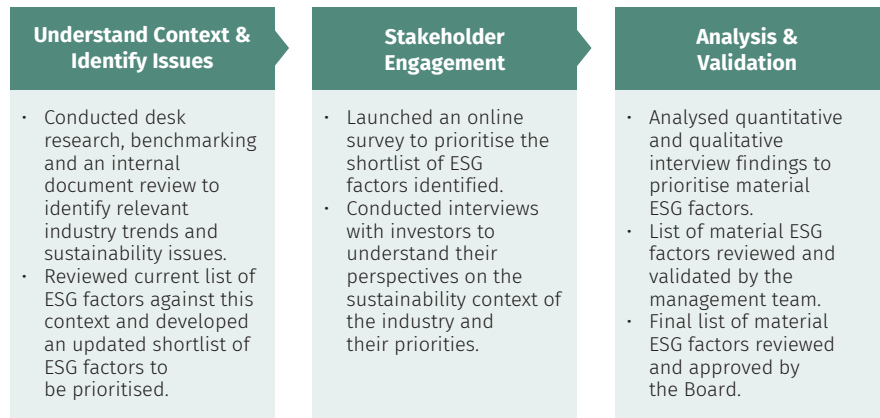 Understand Context &
Identify Issues
· Conducted desk
research, benchmarking
and an internal
document review to
identify relevant
industry trends and
sustainability issues.
· Reviewed current list of
ESG factors against this
context and developed
an updated shortlist of
ESG factors to
be prioritised.
Stakeholder
Engagement
· Launched an online
survey to prioritise the
shortlist of ESG
factors identified.
· Conducted interviews
with investors to
understand their
perspectives on the
sustainability context of
the industry and
their priorities.
Analysis &
Validation
· Analysed quantitative
and qualitative
interview findings to
prioritise material
ESG factors.
· List of material ESG
factors reviewed and
validated by the
management team.
· Final list of material
ESG factors reviewed
and approved by
the Board.